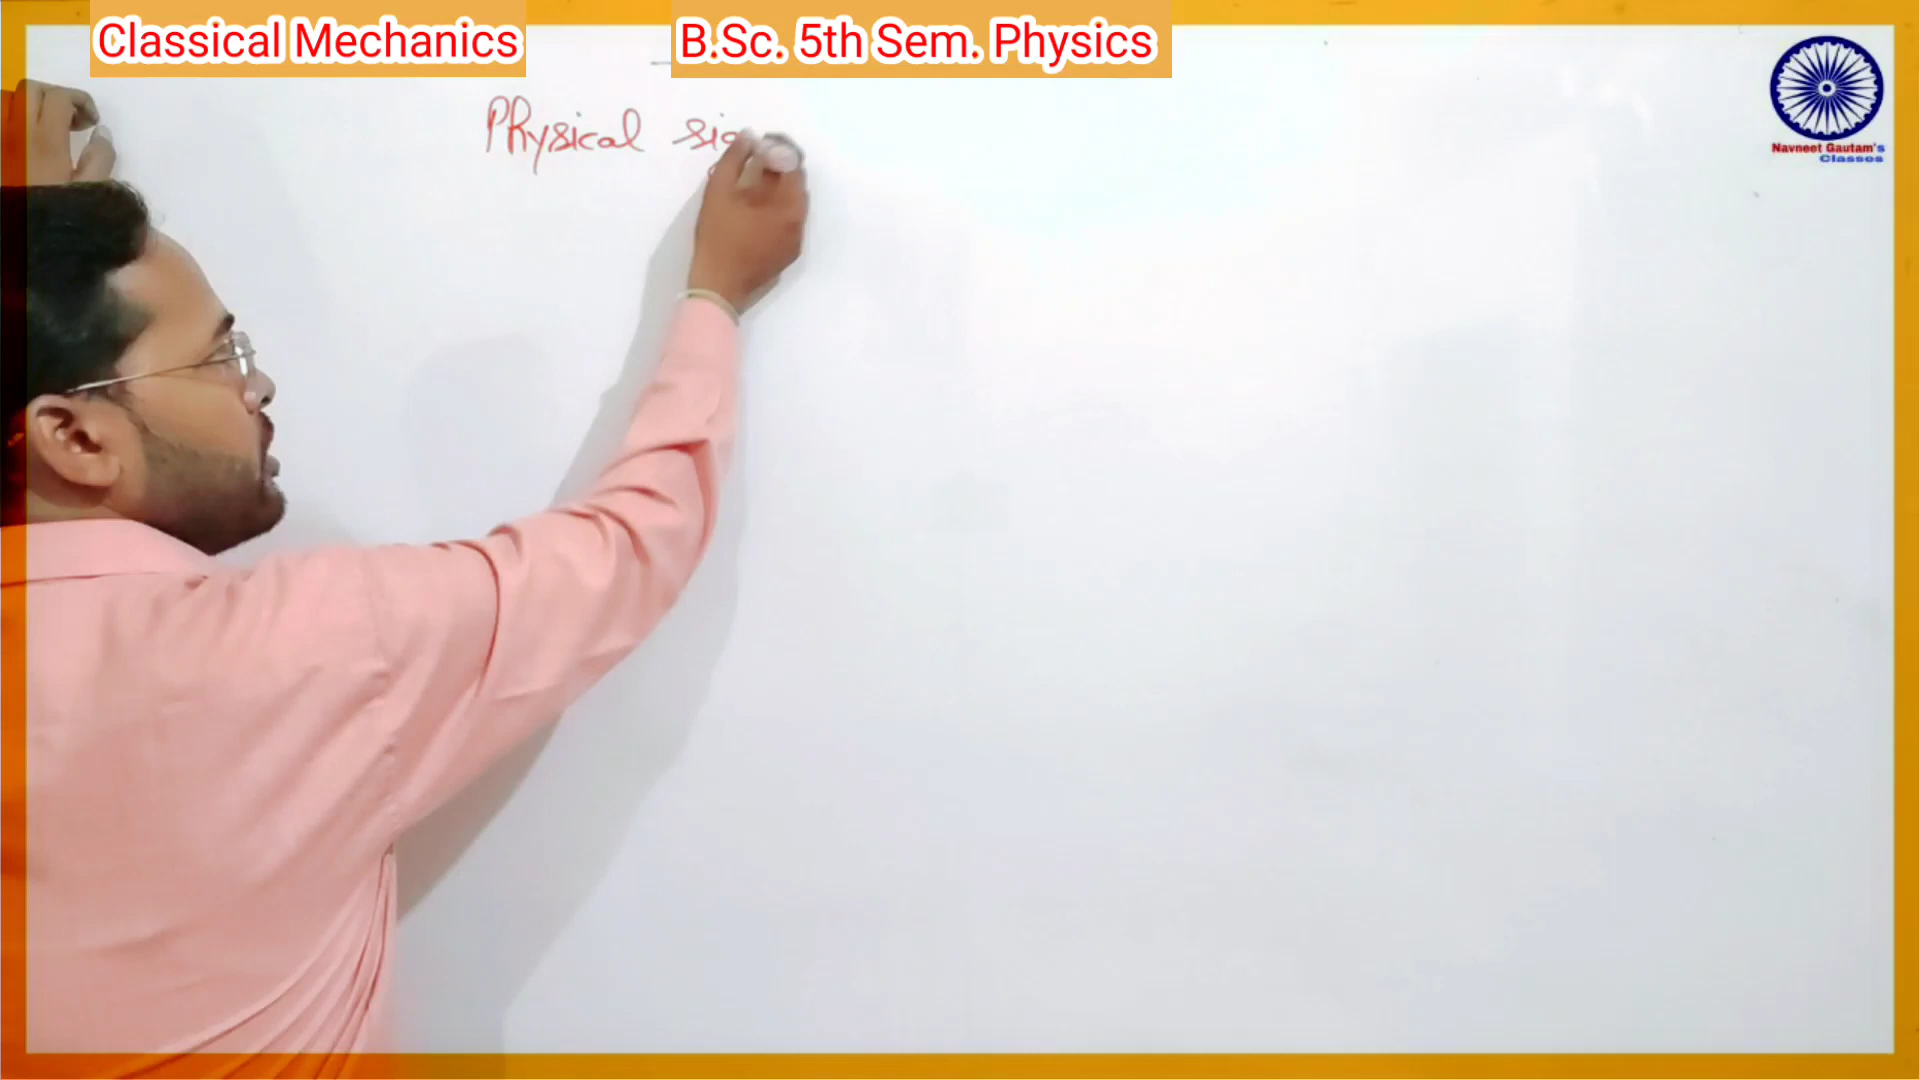 Classical Mechanics
B.Sc. 5th Sem. Physics
Physical sig
Navneet Gautam's
Classes